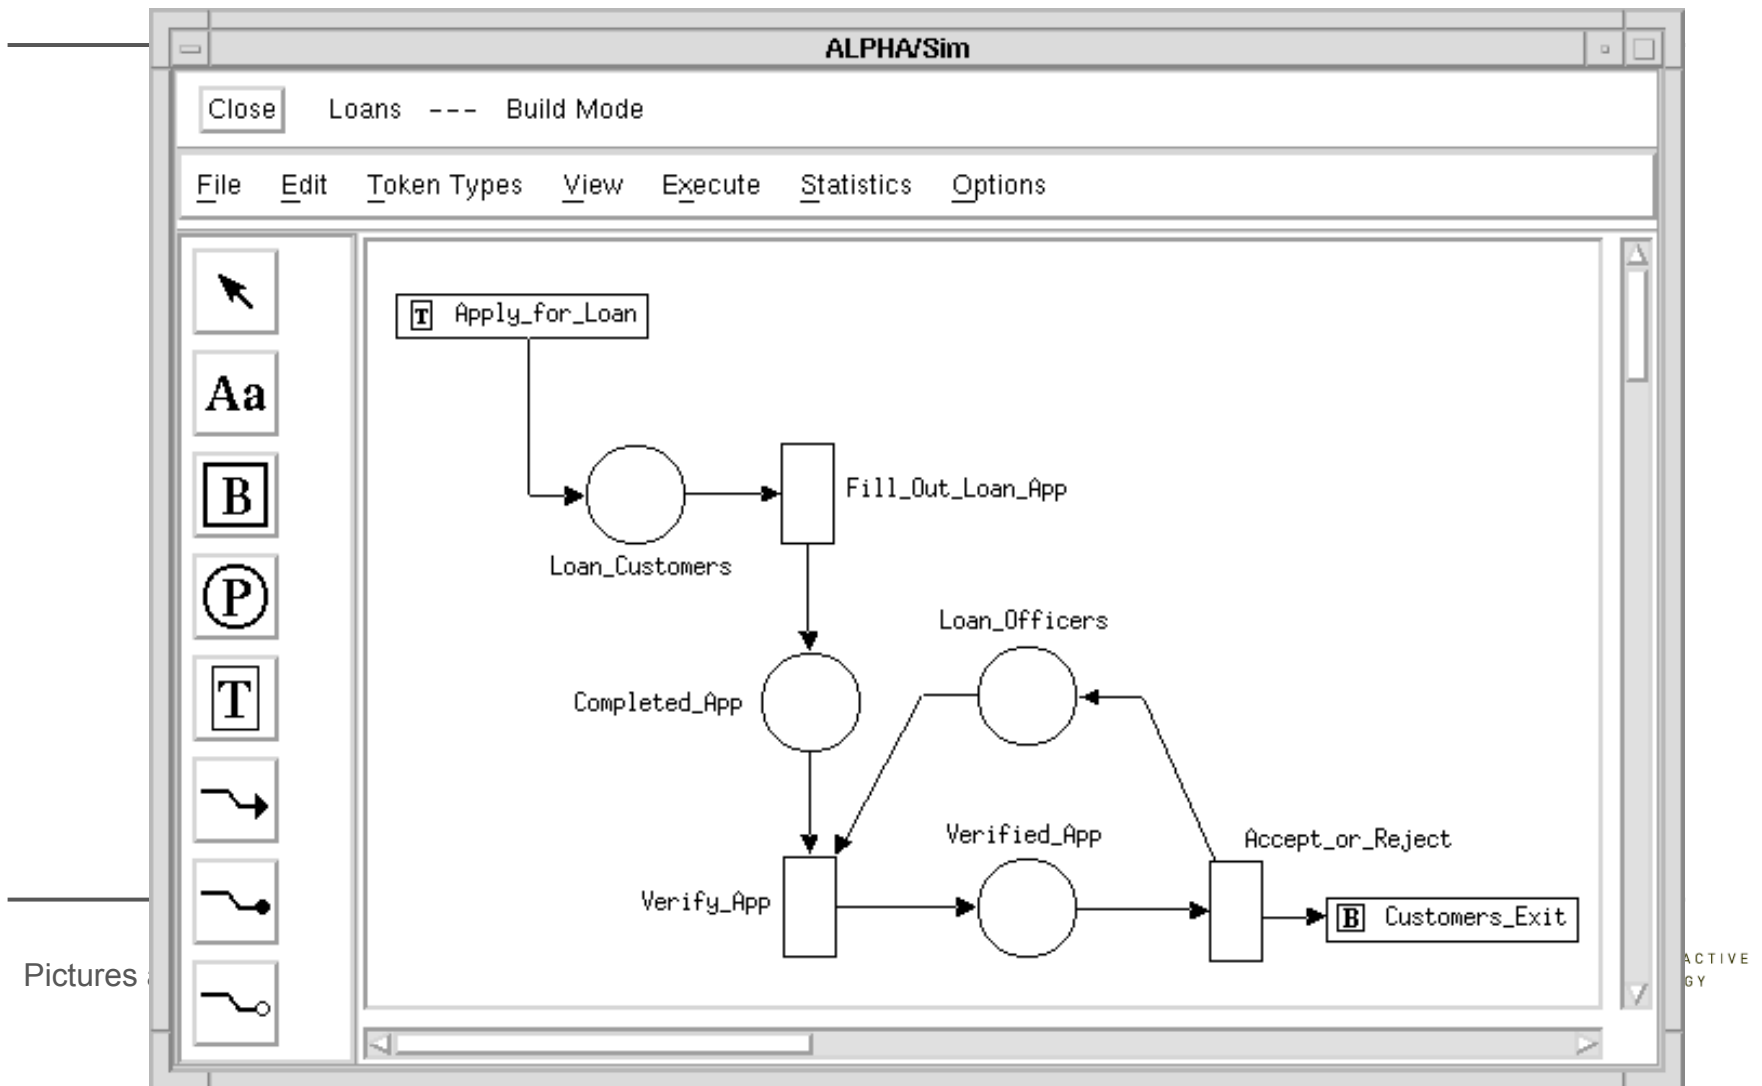 ALPHA/Sim
Close Loans --- Build Mode
File Edit Token Types View Execute Statistics Options
Aa
B
P
T
T Apply_for_Loan
Fill_Out_Loan_App
Loan_Customers
Loan_Officers
Completed_App
Verified_App
Accept_or_Reject
Verify_App
B Customers_Exit
Pictures
ACTIVE
GY